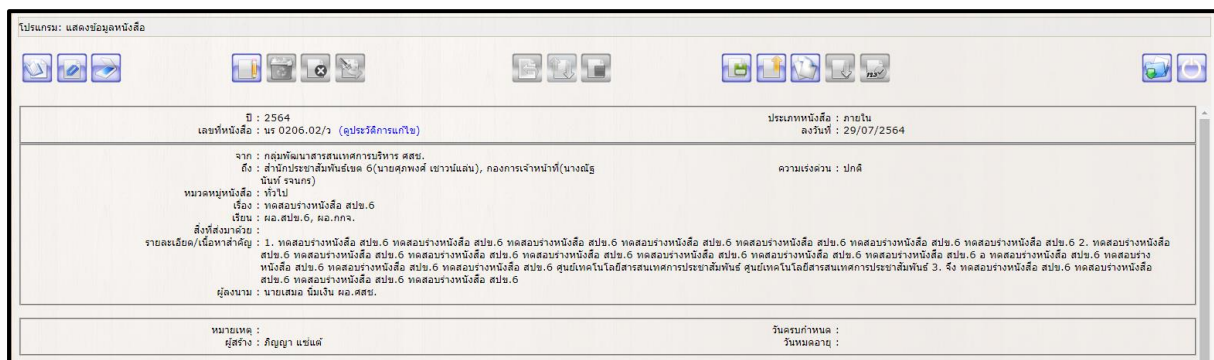 โปรแกรม: แสดงข้อมูลหนังสือ
ปี : 2564
ประเภทหนังสือ : ภายใน
เลขที่หนังสือ : นร 0206.02/ว (ดูประวัติการแก้ไข)
ลงวันที่ : 29/07/2564
จาก : กลุ่มพัฒนาสารสนเทศการบริหาร ศสช.
ถึง : สำนักประชาสัมพันธ์เขต 6(นายศุภพงศ์ เชาวน์แล่น), กองการเจ้าหน้าที่(นางณัฐ
นันท์ รจนกร)
ความเร่งด่วน : ปกติ
หมวดหมู่หนังสือ : ทั่วไป
เรื่อง : ทดสอบร่างหนังสือ สปข.6
เรียน : ผอ.สปข.6, ผอ.กกจ.
สิ่งที่ส่งมาด้วย :
รายละเอียด/เนื้อหาสำคัญ : 1. ทดสอบร่างหนังสือ สปข.6 ทดสอบร่างหนังสือ สปข.6 ทดสอบร่างหนังสือ สปข.6 ทดสอบร่างหนังสือ สปข.6 ทดสอบร่างหนังสือ สปข.6 ทดสอบร่างหนังสือ สปข.6 ทดสอบร่างหนังสือ สปข.6 2. ทดสอบร่างหนังสือ
สปข.6 ทดสอบร่างหนังสือ สปข.6 ทดสอบร่างหนังสือ สปข.6 ทดสอบร่างหนังสือ สปข.6 ทดสอบร่างหนังสือ สปข.6 ทดสอบร่างหนังสือ สปข.6 ทดสอบร่างหนังสือ สปข.6 อ ทดสอบร่างหนังสือ สปข.6 ทดสอบร่าง
หนังสือ สปข.6 ทดสอบร่างหนังสือ สปข.6 ทดสอบร่างหนังสือ สปข.6 ศูนย์เทคโนโลยีสารสนเทศการประชาสัมพันธ์ ศูนย์เทคโนโลยีสารสนเทศการประชาสัมพันธ์ 3. จึง ทดสอบร่างหนังสือ สปข.6 ทดสอบร่างหนังสือ
สปข.6 ทดสอบร่างหนังสือ สปข.6 ทดสอบร่างหนังสือ สปข.6
ผู้ลงนาม : นายเสมอ นิ่มเงิน ผอ.ศสช.
หมายเหตุ :
วันครบกำหนด :
ผู้สร้าง : ภิญญา แซ่แต้
วันหมดอายุ :